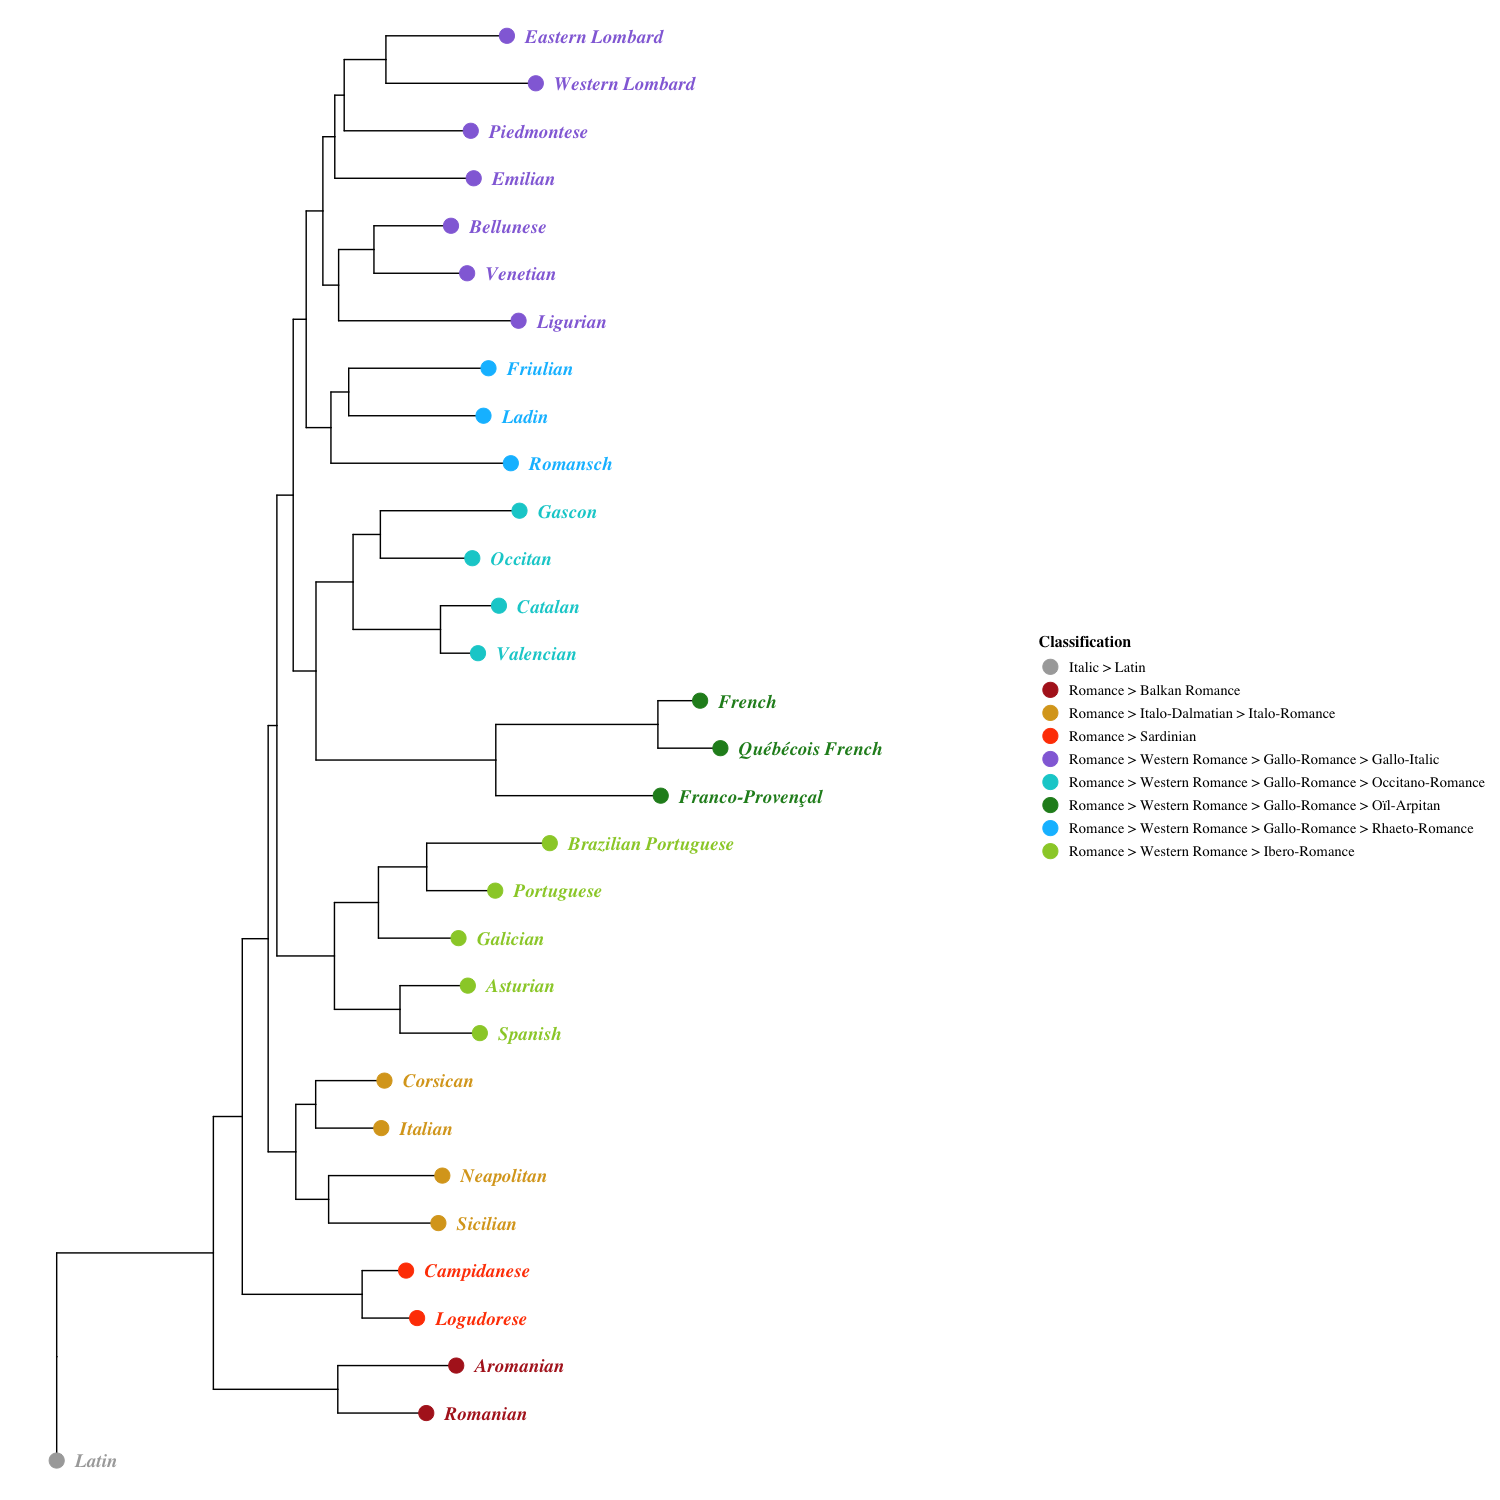 Eastern Lombard
Western Lombard
Piedmontese
Emilian
Bellunese
Venetian
Ligurian
Friulian
Ladin
Romansch
Gascon
Occitan
Catalan
Valencian
French
Québécois French
Franco-Provençal
Brazilian Portuguese
Portuguese
Galician
Asturian
Spanish
Corsican
Italian
Neapolitan
Sicilian
Campidanese
Logudorese
Aromanian
Romanian
Latin
Classification
Italic > Latin
Romance > Balkan Romance
Romance > Italo-Dalmatian > Italo-Romance
Romance > Sardinian
Romance > Western Romance > Gallo-Romance > Gallo-Italic
Romance > Western Romance > Gallo-Romance > Occitano-Romance
Romance > Western Romance > Gallo-Romance > Oïl-Arpitan
Romance > Western Romance > Gallo-Romance > Rhaeto-Romance
Romance > Western Romance > Ibero-Romance